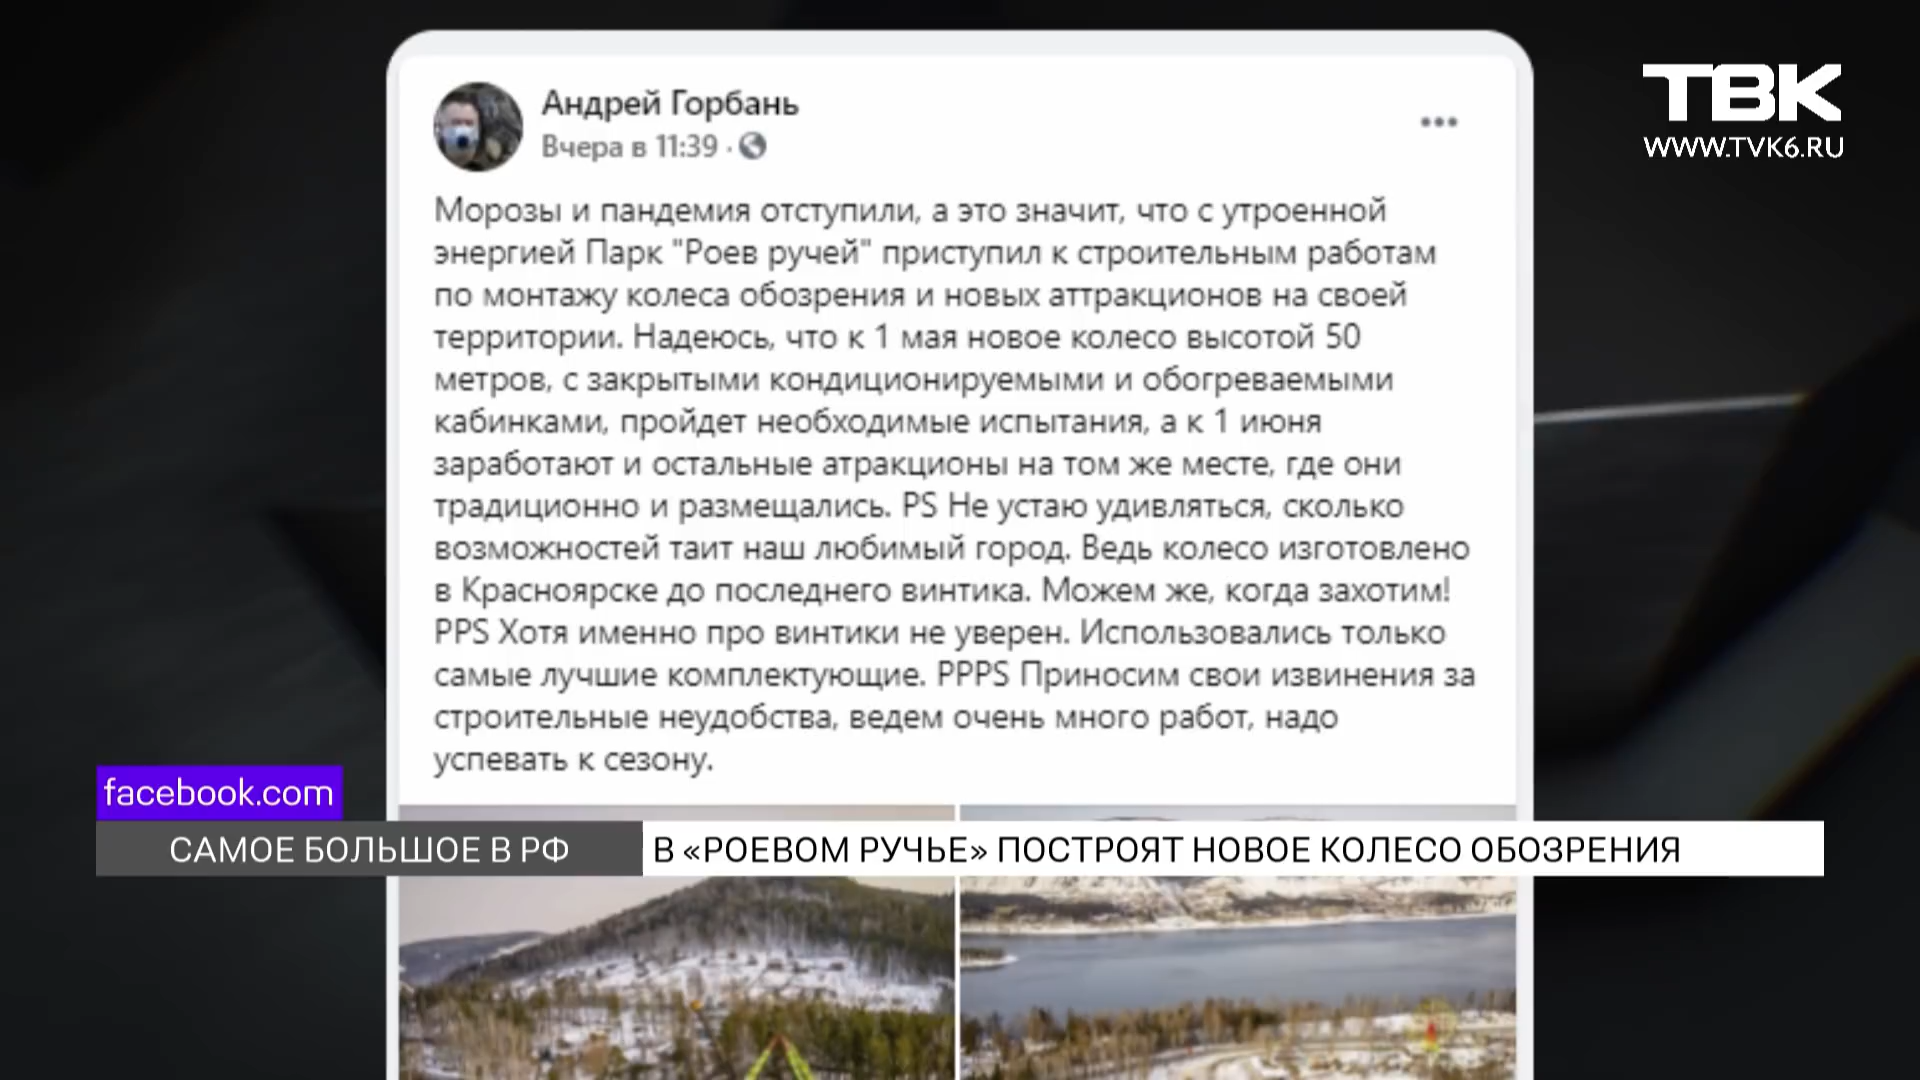 Андрей Горбань
Вчера в 11:39 ·
ТВК
WWW.TVK6.RU
Морозы и пандемия отступили, а это значит, что с утроенной
энергией Парк "Роев ручей" приступил к строительным работам
по монтажу колеса обозрения и новых аттракционов на своей
территории. Надеюсь, что к 1 мая новое колесо высотой 50
метров, с закрытыми кондиционируемыми и обогреваемыми
кабинками, пройдет необходимые испытания, а к 1 июня
заработают и остальные атракционы на том же месте, где они
традиционно и размещались. PS Не устаю удивляться, сколько
возможностей таит наш любимый город. Ведь колесо изготовлено
в Красноярске до последнего винтика. Можем же, когда захотим!
PPS Хотя именно про винтики не уверен. Использовались только
самые лучшие комплектующие. PPPS Приносим свои извинения за
строительные неудобства, ведем очень много работ, надо
успевать к сезону.
facebook.com
САМОЕ БОЛЬШОЕ В РФ
В «РОЕВОМ РУЧЬЕ» ПОСТРОЯТ НОВОЕ КОЛЕСО ОБОЗРЕНИЯ